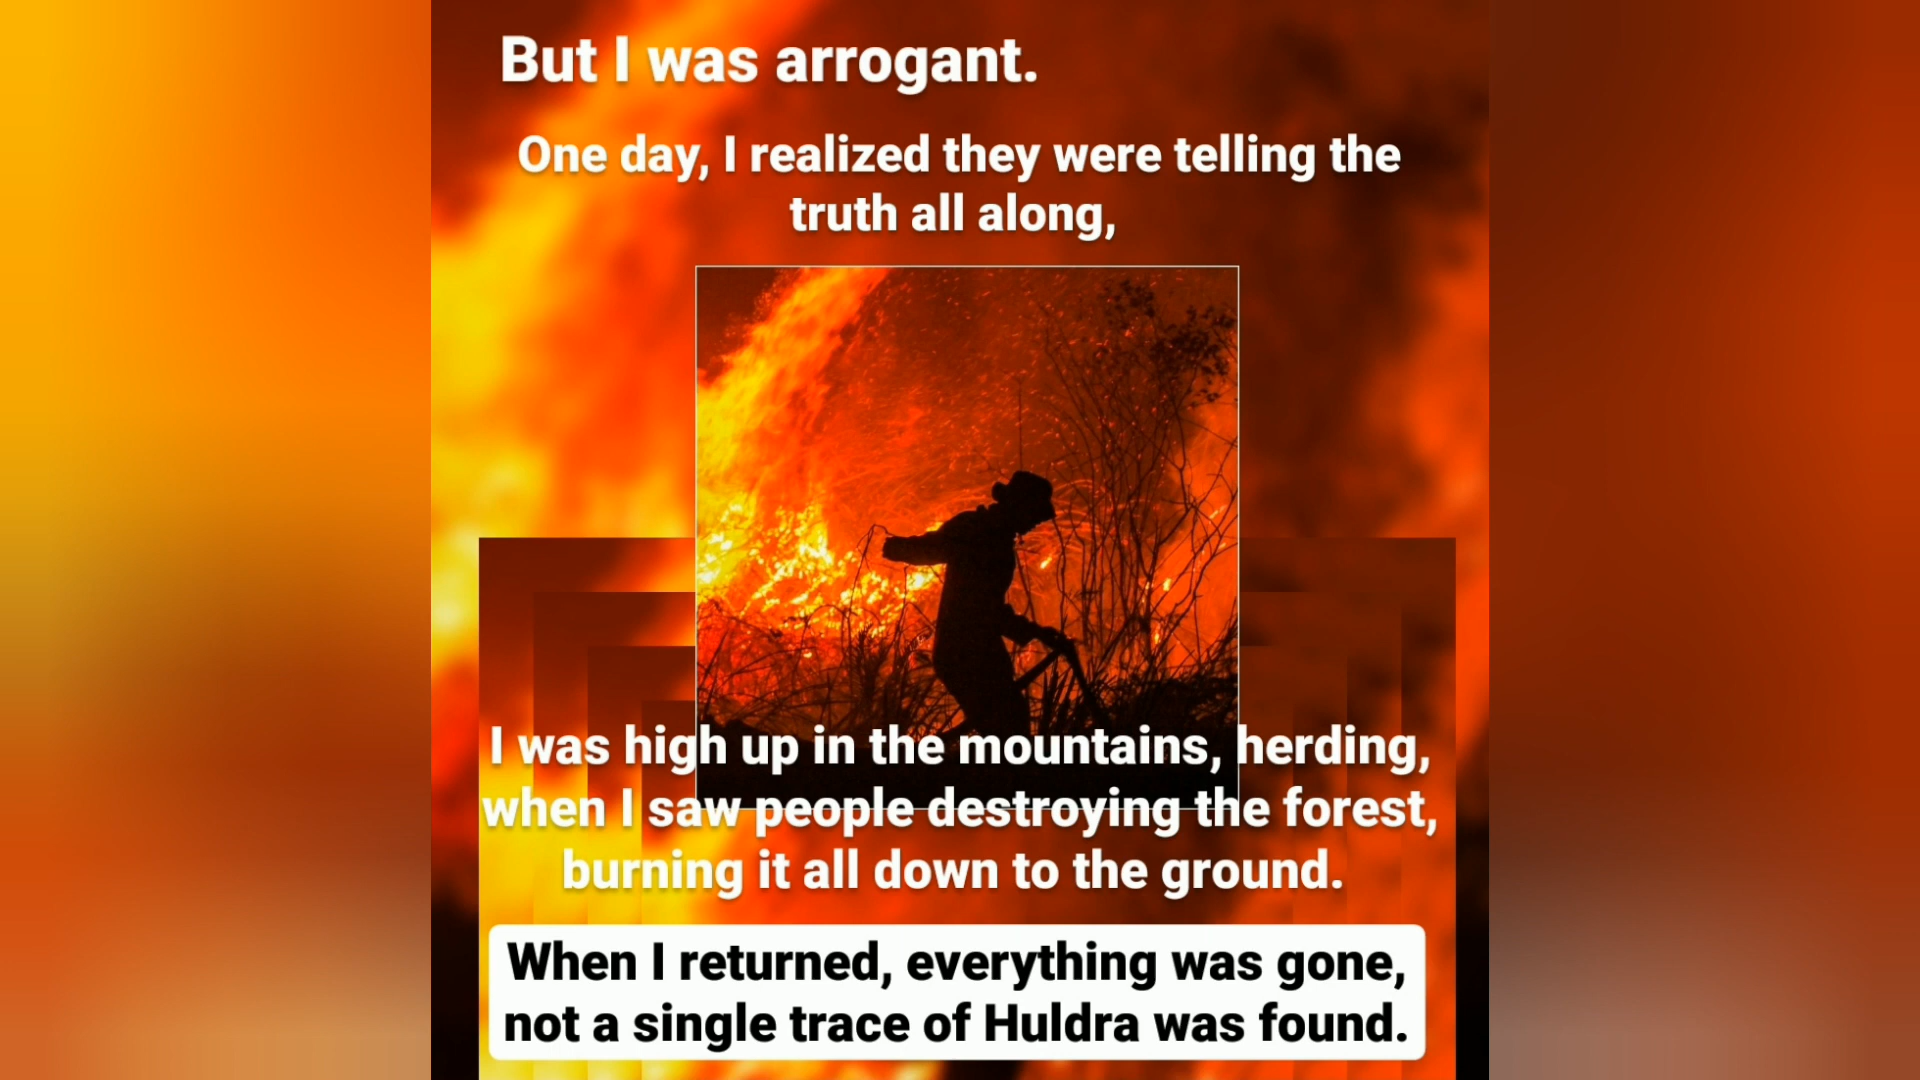 But I was arrogant.
One day, I realized they were telling the
truth all along,
I was high up in the mountains, herding,
when I saw people destroying the forest,
burning it all down to the ground.
When I returned, everything was gone,
not a single trace of Huldra was found.